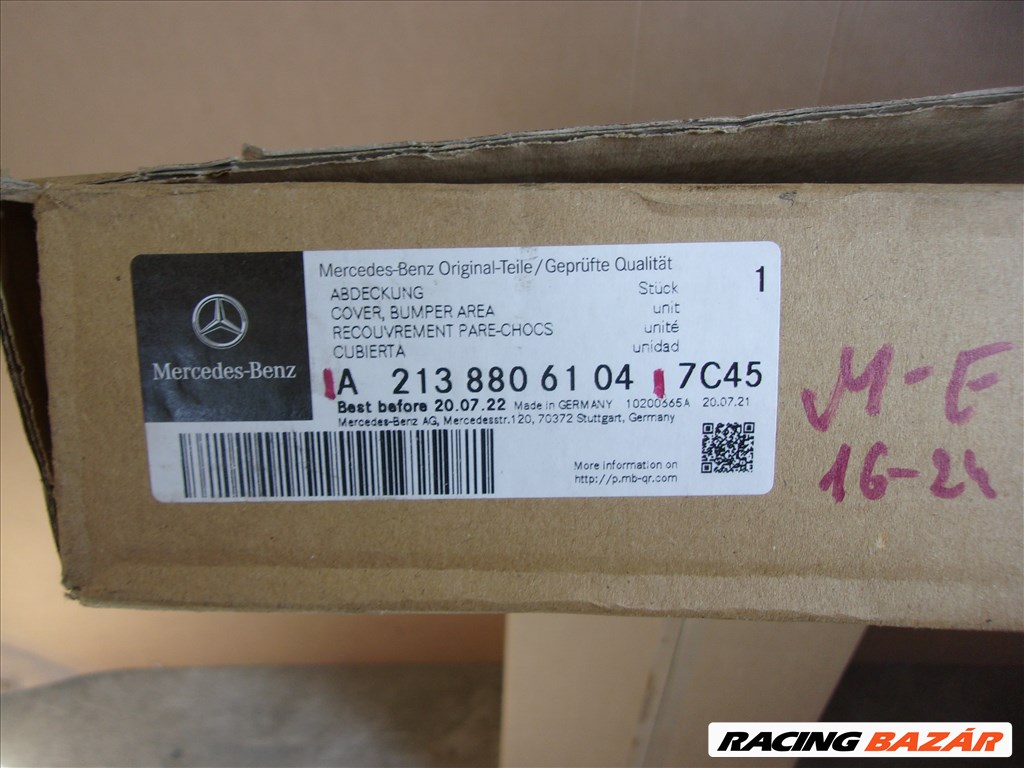 Mercedes-Benz
Mercedes-Benz Original-Teile/Geprüfte Qualität
1
ABDECKUNG Stück
COVER, BUMPER AREA unit
RECOUVREMENT PARE-CHOCS unité
CUBIERTA unidad
A 213 880 61 04 7C45
Best before 20.07.22 Made in GERMANY 10200665A 20.07.21
Mercedes-Benz AG, Mercedesstr.120, 70372 Stuttgart, Germany
More information on
http://p.mb-qr.com
M-E
16-24
RACING BAZÁR